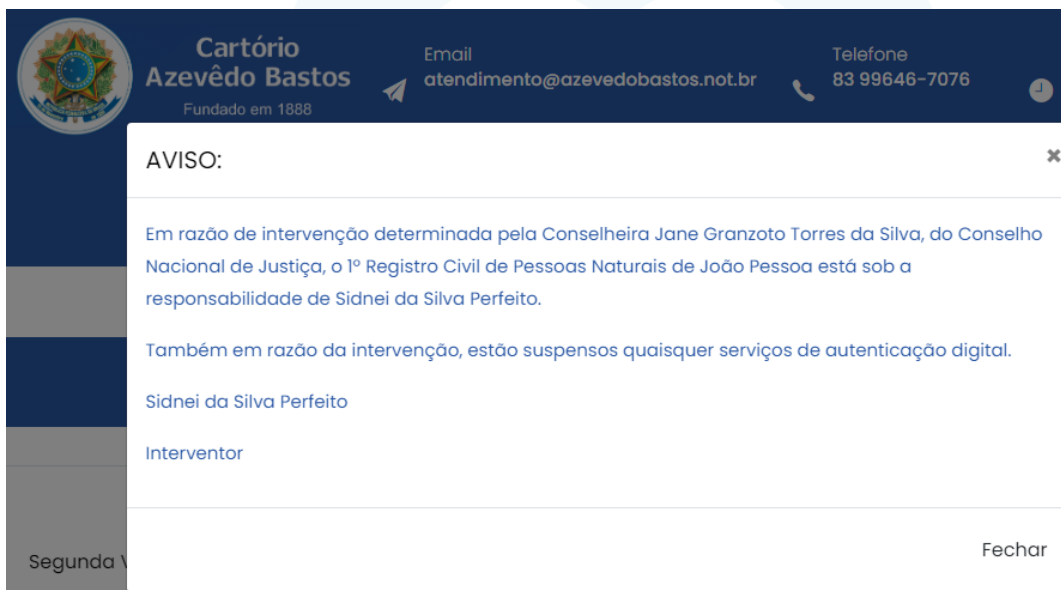 Cartório
Azevêdo Bastos
Fundado em 1888
Email
atendimento@azevedobastos.not.br
Telefone
83 99646-7076
AVISO:
Em razão de intervenção determinada pela Conselheira Jane Granzoto Torres da Silva, do Conselho
Nacional de Justiça, o 1º Registro Civil de Pessoas Naturais de João Pessoa está sob a
responsabilidade de Sidnei da Silva Perfeito.
Também em razão da intervenção, estão suspensos quaisquer serviços de autenticação digital.
Sidnei da Silva Perfeito
Interventor
Fechar
Segunda